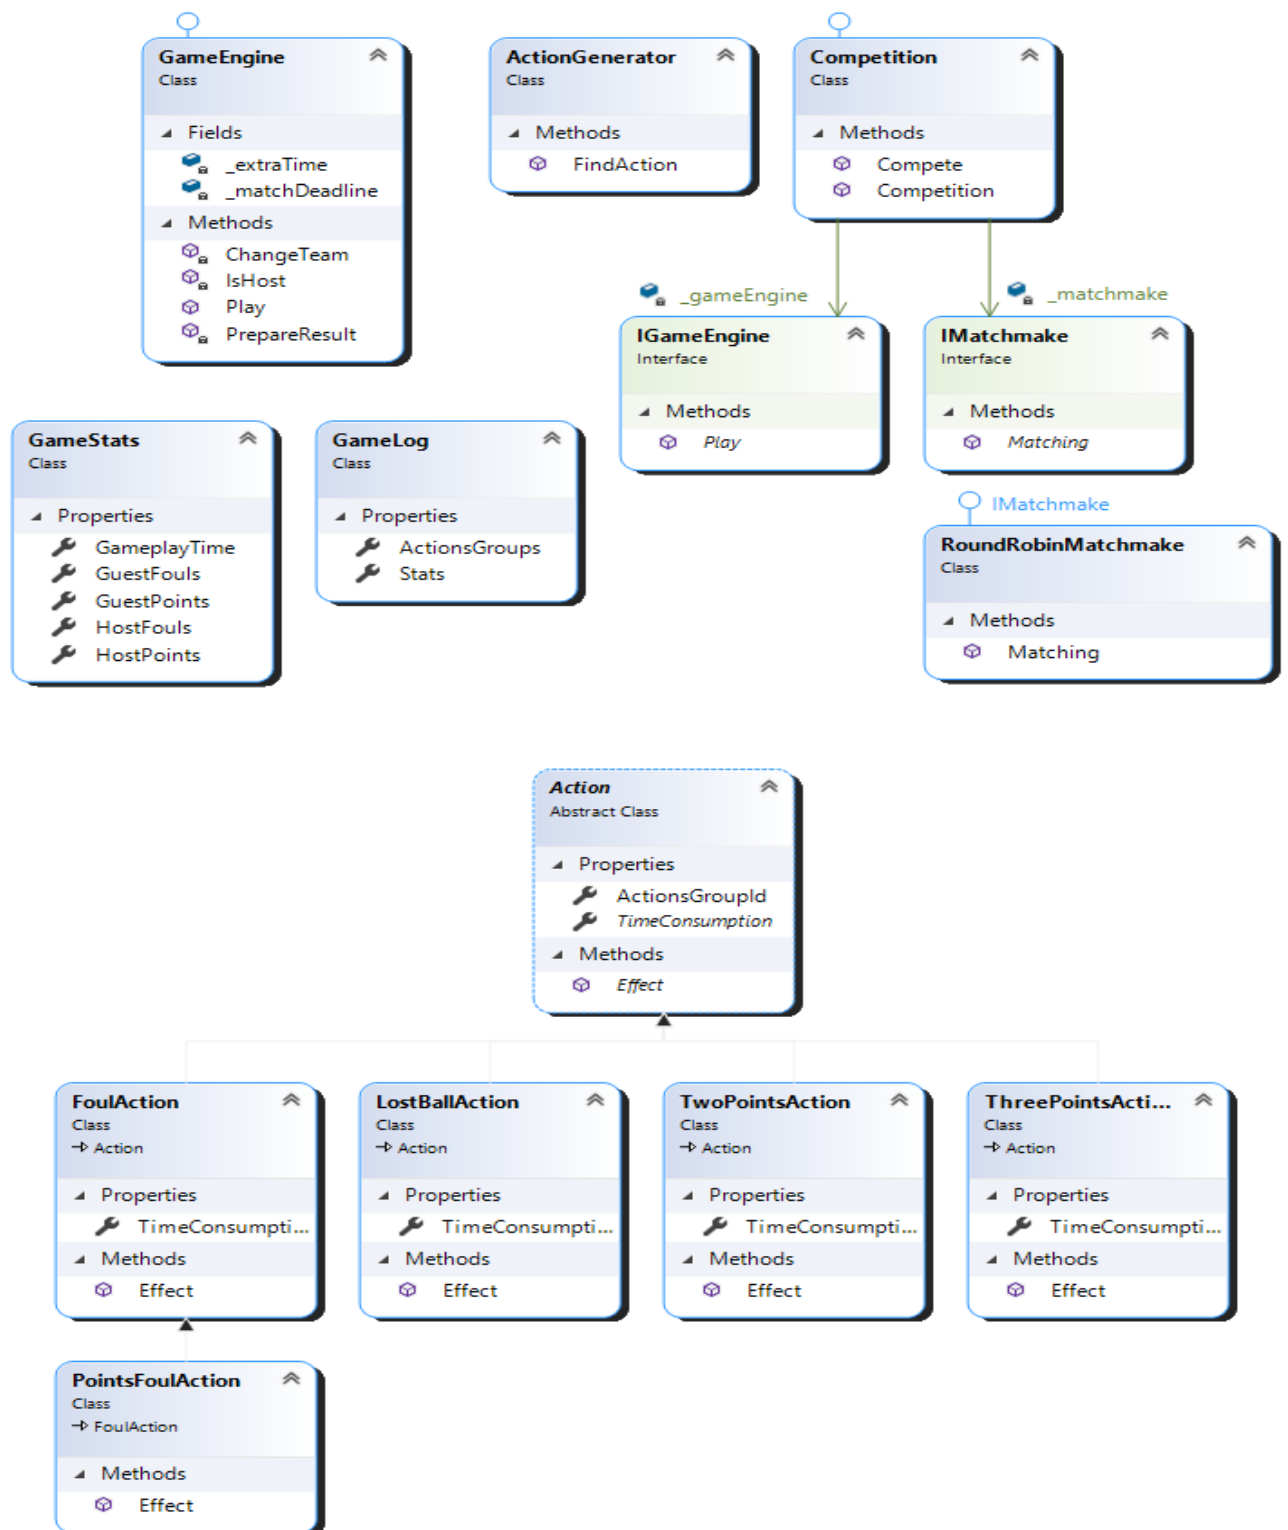 GameEngine
Class
Fields
_extraTime
_matchDeadline
Methods
ChangeTeam
IsHost
Play
PrepareResult
ActionGenerator
Class
Methods
FindAction
Competition
Class
Methods
Compete
Competition
_gameEngine
_matchmake
IGameEngine
Interface
Methods
Play
IMatchmake
Interface
Methods
Matching
GameStats
Class
Properties
GameplayTime
GuestFouls
GuestPoints
HostFouls
HostPoints
GameLog
Class
Properties
ActionsGroups
Stats
IMatchmake
RoundRobinMatchmake
Class
Methods
Matching
Action
Abstract Class
Properties
ActionsGroupId
TimeConsumption
Methods
Effect
FoulAction
Class
Action
Properties
TimeConsumpti...
Methods
Effect
LostBallAction
Class
Action
Properties
TimeConsumpti...
Methods
Effect
TwoPointsAction
Class
Action
Properties
TimeConsumpti...
Methods
Effect
ThreePointsActi...
Class
Action
Properties
TimeConsumpti...
Methods
Effect
PointsFoulAction
Class
FoulAction
Methods
Effect